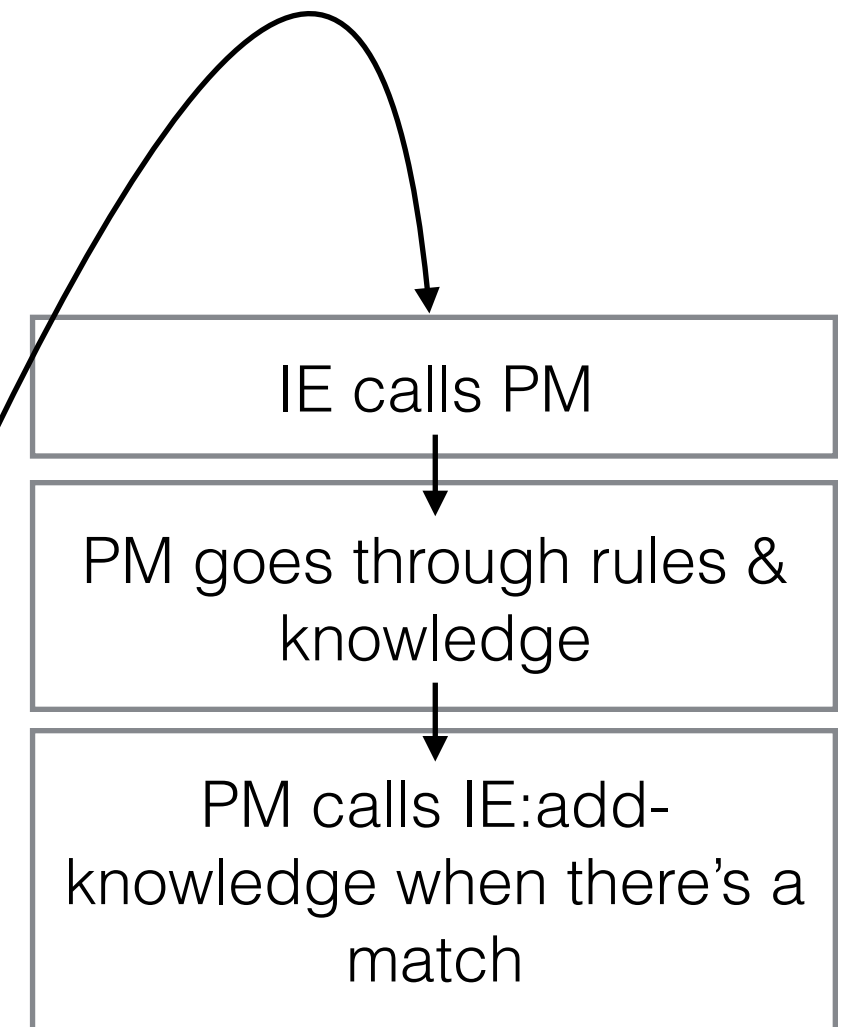 IE calls PM
PM goes through rules &
knowledge
PM calls IE:add-
knowledge when there’s a
match